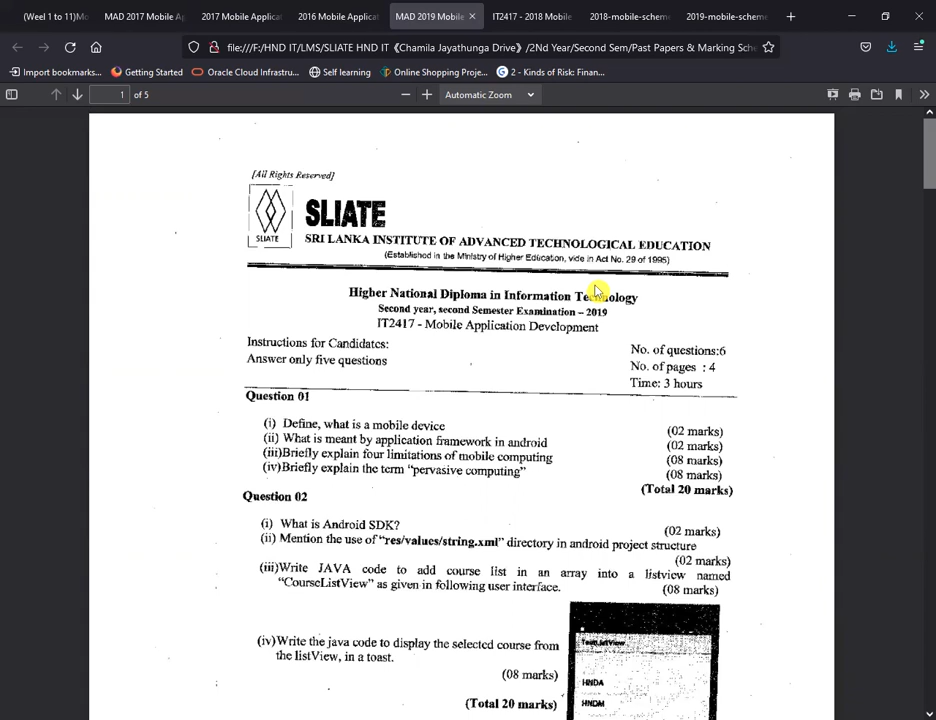 (Weel 1 to 11)Mo
MAD 2017 Mobile Ap
2017 Mobile Applicat
2016 Mobile Applicat
MAD 2019 Mobile
IT2417 - 2018 Mobile
2018-mobile-schem
2019-mobile-schem
file:///F:/HND IT/LMS/SLIATE HND IT《Chamila Jayathunga Drive》/2Nd Year/Second Sem/Past Papers & Marking Sche
Import bookmarks...
Getting Started
Oracle Cloud Infrastru...
Self learning
Online Shopping Proje...
2 - Kinds of Risk: Finan...
1 of 5
Automatic Zoom
[All Rights Reserved]
SLIATE
SLIATE
SRI LANKA INSTITUTE OF ADVANCED TECHNOLOGICAL EDUCATION
(Established in the Ministry of Higher Education, vide in Act No. 29 of 1995)
Higher National Diploma in Information Technology
Second year, second Semester Examination – 2019
IT2417 - Mobile Application Development
Instructions for Candidates:
No. of questions:6
Answer only five questions
No. of pages : 4
Time: 3 hours
Question 01
(i) Define, what is a mobile device (02 marks)
(ii) What is meant by application framework in android (02 marks)
(iii)Briefly explain four limitations of mobile computing (08 marks)
(iv)Briefly explain the term "pervasive computing" (08 marks)
(Total 20 marks)
Question 02
(i) What is Android SDK? (02 marks)
(ii) Mention the use of "res/values/string.xml" directory in android project structure
(02 marks)
(iii)Write JAVA code to add course list in an array into a listview named
"CourseListView" as given in following user interface. (08 marks)
(iv)Write the java code to display the selected course from
the listView, in a toast.
(08 marks)
(Total 20 marks)
HNDA
HNDM